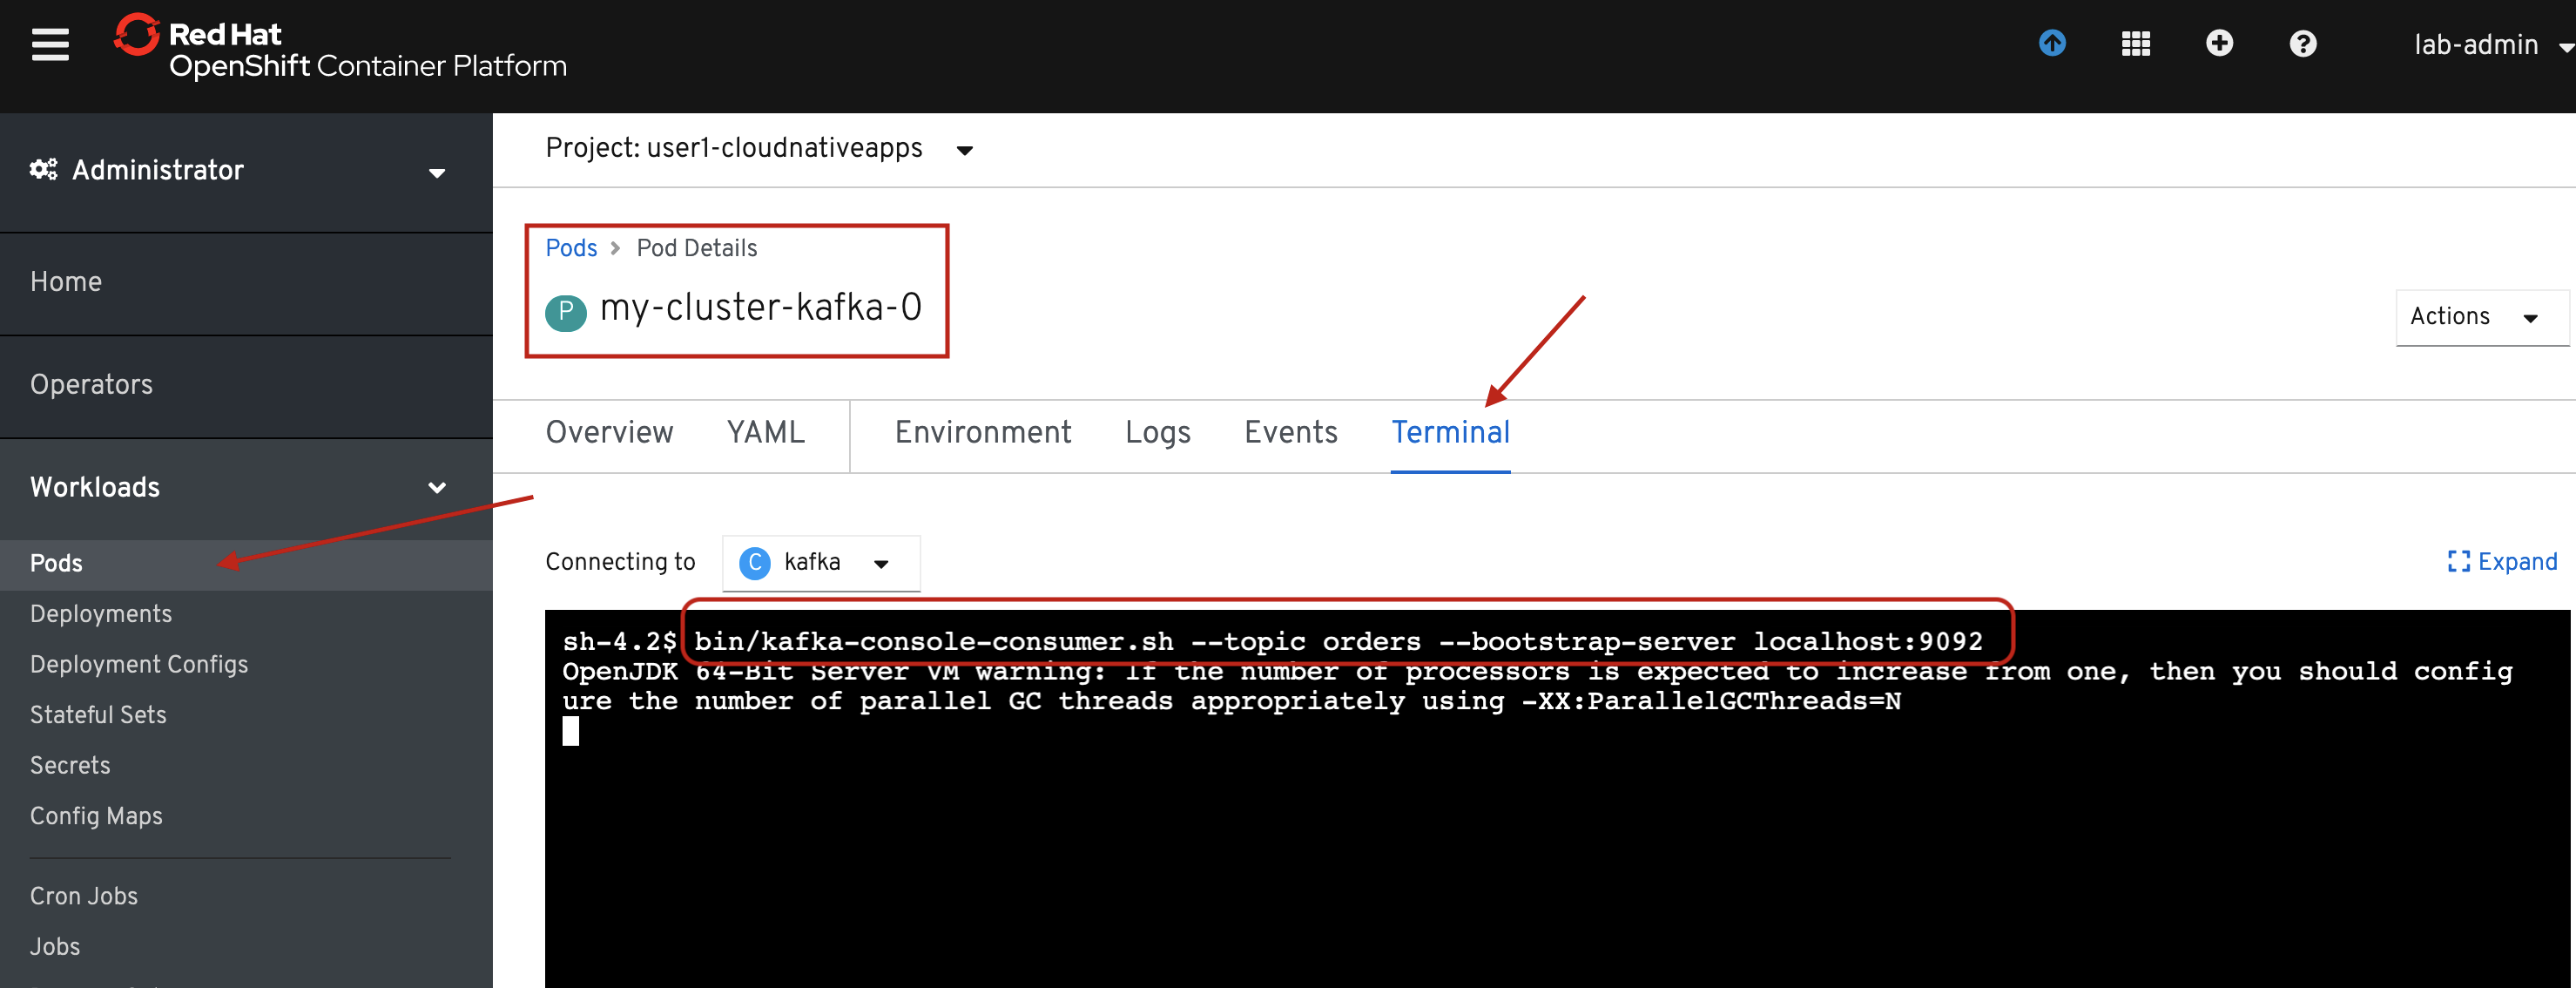 Red Hat
OpenShift Container Platform
lab-admin
Administrator
Home
Operators
Workloads
Pods
Deployments
Deployment Configs
Stateful Sets
Secrets
Config Maps
Cron Jobs
Jobs
Project: user1-cloudnativeapps
Pods > Pod Details
P my-cluster-kafka-0
Actions
Overview YAML Environment Logs Events Terminal
Connecting to C kafka
Expand
sh-4.2$ bin/kafka-console-consumer.sh --topic orders --bootstrap-server localhost:9092
OpenJDK 64-Bit Server VM warning: If the number of processors is expected to increase from one, then you should config
ure the number of parallel GC threads appropriately using -XX:ParallelGCThreads=N